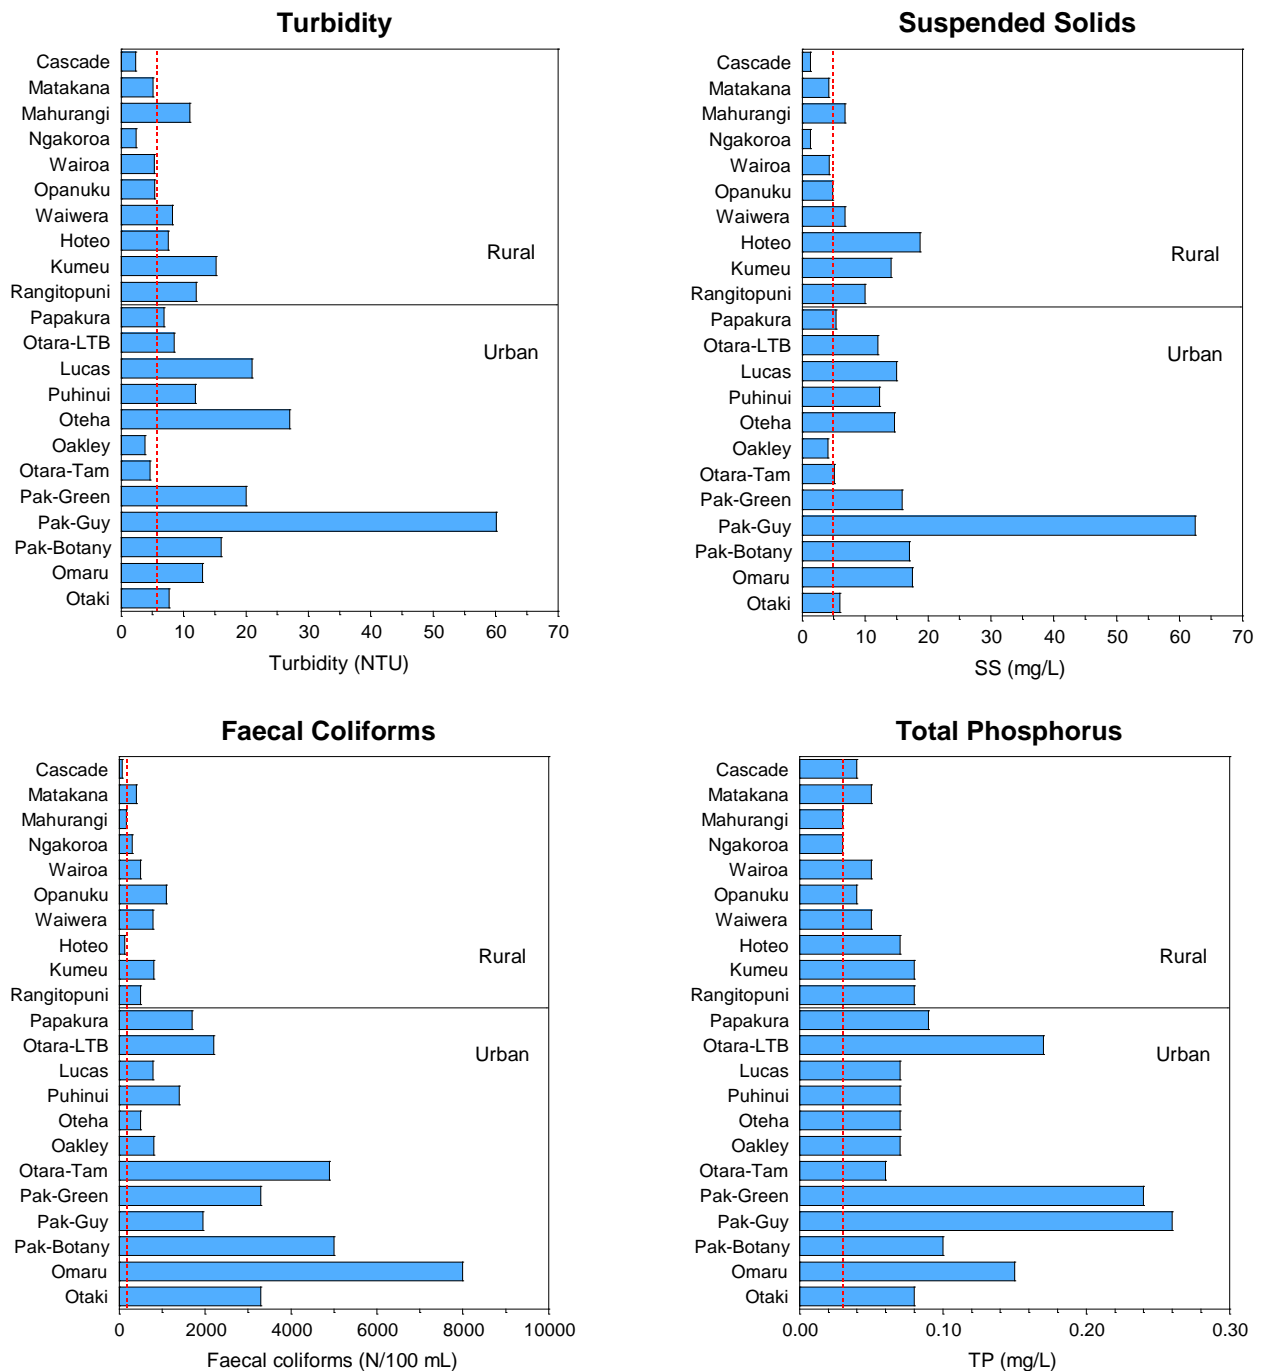 Turbidity
Cascade
Matakana
Mahurangi
Ngakoroa
Wairoa
Opanuku
Waiwera
Hoteo
Kumeu
Rangitopuni
Papakura
Otara-LTB
Lucas
Puhinui
Oteha
Oakley
Otara-Tam
Pak-Green
Pak-Guy
Pak-Botany
Omaru
Otaki
Rural
Urban
0 10 20 30 40 50 60 70
Turbidity (NTU)
Suspended Solids
Cascade
Matakana
Mahurangi
Ngakoroa
Wairoa
Opanuku
Waiwera
Hoteo
Kumeu
Rangitopuni
Papakura
Otara-LTB
Lucas
Puhinui
Oteha
Oakley
Otara-Tam
Pak-Green
Pak-Guy
Pak-Botany
Omaru
Otaki
Rural
Urban
0 10 20 30 40 50 60 70
SS (mg/L)
Faecal Coliforms
Cascade
Matakana
Mahurangi
Ngakoroa
Wairoa
Opanuku
Waiwera
Hoteo
Kumeu
Rangitopuni
Papakura
Otara-LTB
Lucas
Puhinui
Oteha
Oakley
Otara-Tam
Pak-Green
Pak-Guy
Pak-Botany
Omaru
Otaki
Rural
Urban
0 2000 4000 6000 8000 10000
Faecal coliforms (N/100 mL)
Total Phosphorus
Cascade
Matakana
Mahurangi
Ngakoroa
Wairoa
Opanuku
Waiwera
Hoteo
Kumeu
Rangitopuni
Papakura
Otara-LTB
Lucas
Puhinui
Oteha
Oakley
Otara-Tam
Pak-Green
Pak-Guy
Pak-Botany
Omaru
Otaki
Rural
Urban
0.00 0.10 0.20 0.30
TP (mg/L)